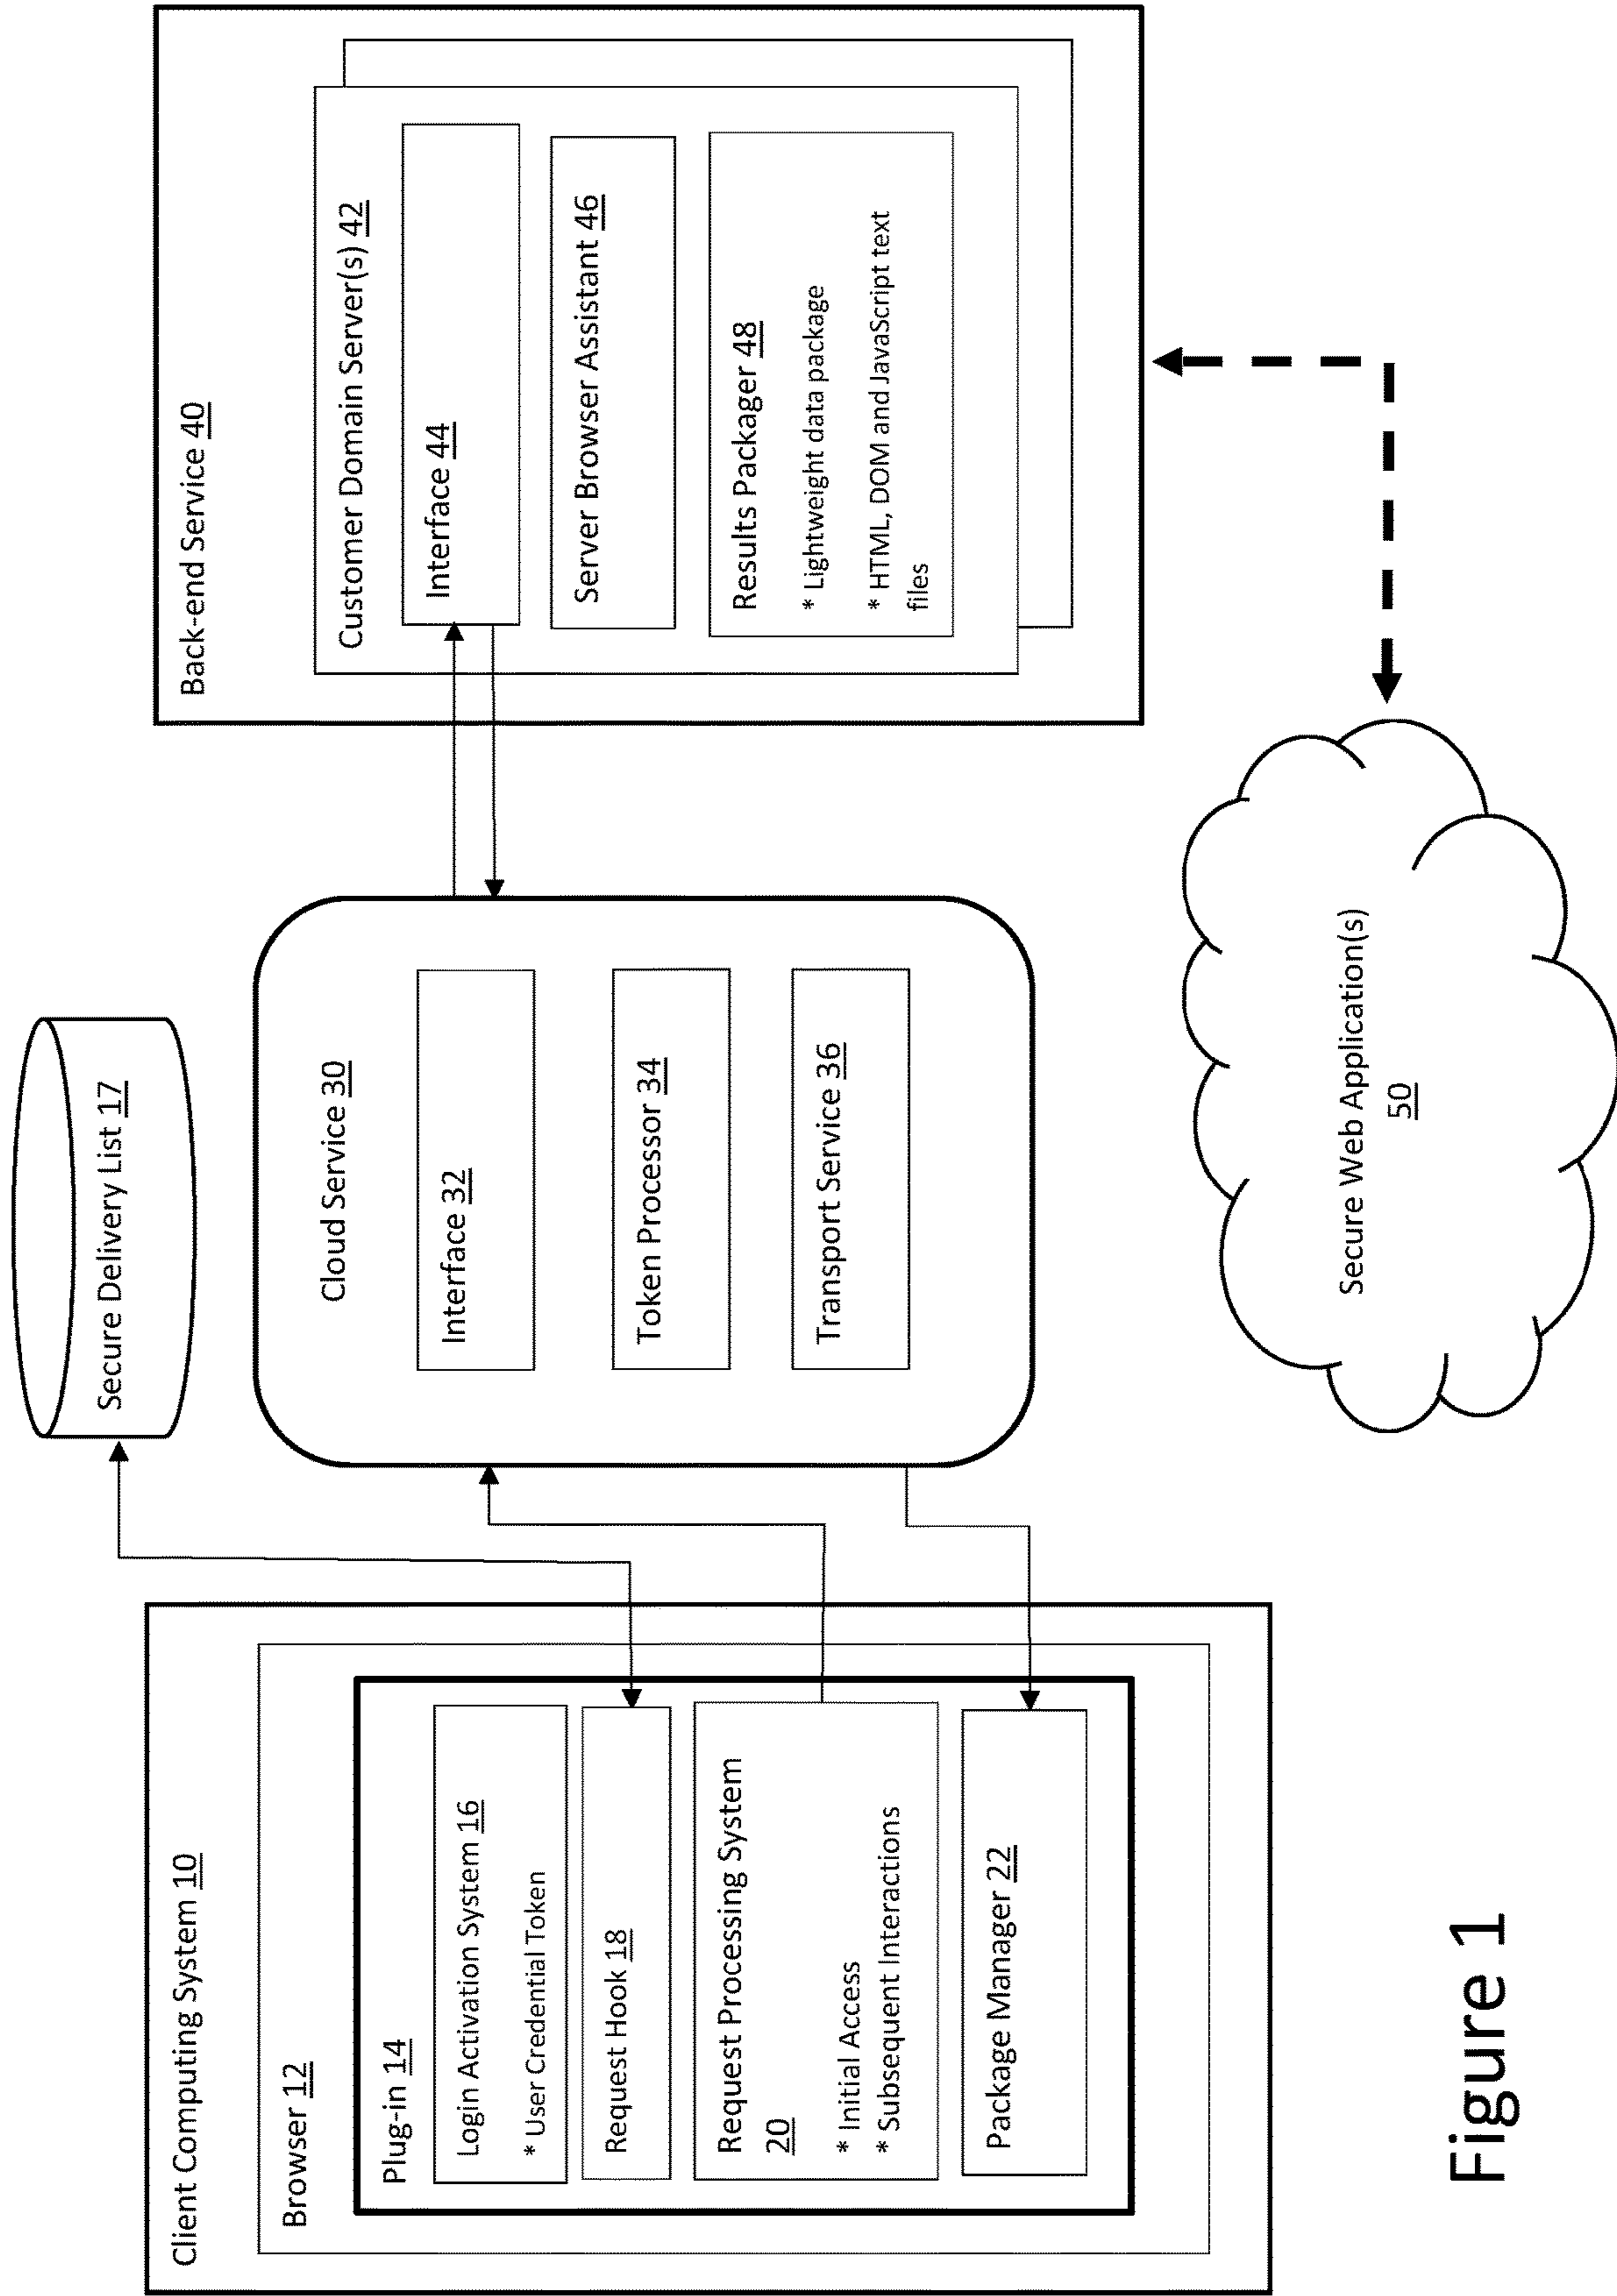 Client Computing System 10
Browser 12
Plug-in 14
Login Activation System 16
* User Credential Token
Request Hook 18
Request Processing System
20
* Initial Access
* Subsequent Interactions
Package Manager 22
Secure Delivery List 17
Cloud Service 30
Interface 32
Token Processor 34
Transport Service 36
Back-end Service 40
Customer Domain Server(s) 42
Interface 44
Server Browser Assistant 46
Results Packager 48
* Lightweight data package
* HTML, DOM and JavaScript text
files
Secure Web Application(s)
50
Figure 1